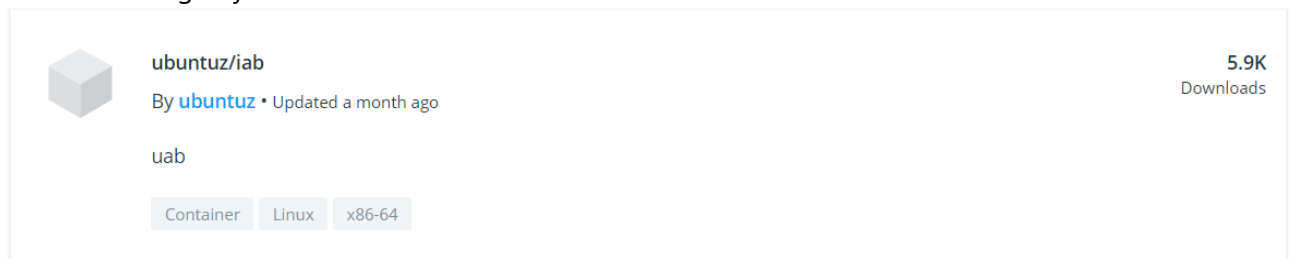 ubuntuz/iab
5.9K
By ubuntuz • Updated a month ago
Downloads
uab
Container Linux x86-64